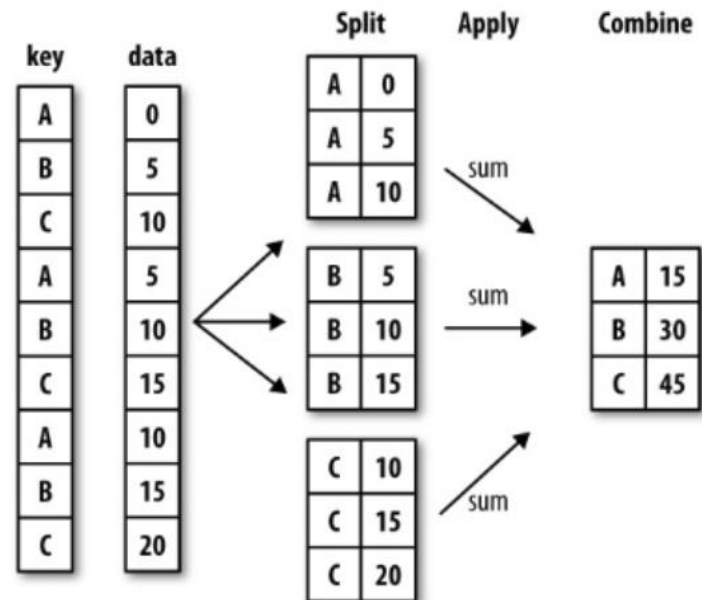 Split Apply Combine
key data
A 0
B 5
C 10
A 5
B 10
C 15
A 10
B 15
C 20
A 0
A 5
A 10
B 5
B 10
B 15
C 10
C 15
C 20
sum
sum
sum
A 15
B 30
C 45